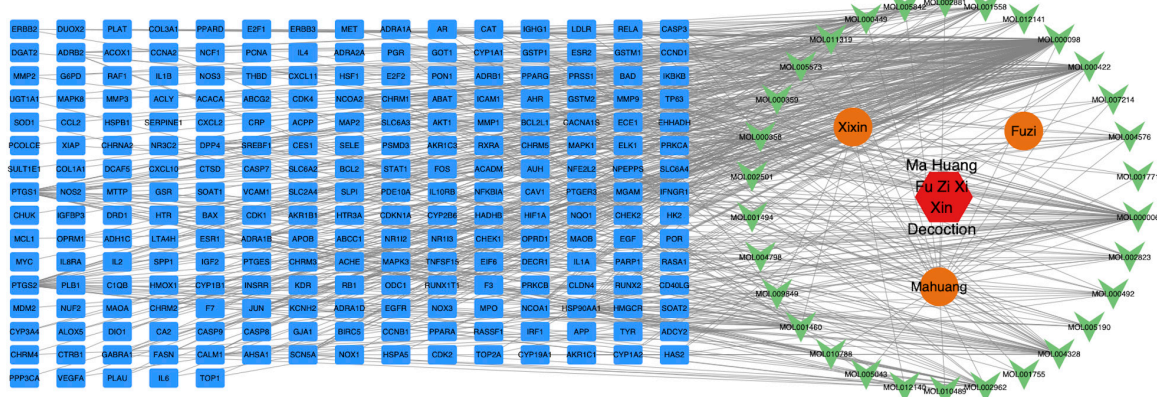 ERBB2 DUOX2 PLAT COL3A1 PPARD E2F1 ERBB3 MET ADRA1A AR CAT IGHG1 LDLR RELA CASP3
DGAT2 ADRB2 ACOX1 CCNA2 NCF1 PCNA IL4 ADRA2A PGR GOT1 CYP1A1 GSTP1 ESR2 GSTM1 CCND1
MMP2 G6PD RAF1 IL1B NOS3 THBD CXCL11 HSF1 E2F2 PON1 ADRB1 PPARG PRSS1 BAD IKBKB
UGT1A1 MAPK8 MMP3 ACLY ACACA ABCG2 CDK4 NCOA2 CHRM1 ABAT ICAM1 AHR GSTM2 MMP9 TP63
SOD1 CCL2 HSPB1 SERPINE1 CXCL2 CRP ACPP MAP2 SLC6A3 AKT1 MMP1 BCL2L1 CACNA1S ECE1 EHHADH
PCOLCE XIAP CHRNA2 NR3C2 DPP4 SREBF1 CES1 SELE PSMD3 AKR1C3 RXRA CHRM5 MAPK1 ELK1 PRKCA
SULT1E1 COL1A1 DCAF5 CXCL10 CTSD CASP7 SLC6A2 BCL2 STAT1 FOS ACADM AUH NFE2L2 NPEPPS SLC6A4
PTGS1 NOS2 MTTP GSR SOAT1 VCAM1 SLC2A4 SLPI PDE10A IL10RB NFKBIA CAV1 PTGER3 MGAM IFNGR1
CHUK IGFBP3 DRD1 HTR BAX CDK1 AKR1B1 HTR3A CDKN1A CYP2B6 HADHB HIF1A NQO1 CHEK2 HK2
MCL1 OPRM1 ADH1C LTA4H ESR1 ADRA1B APOB ABCC1 NR1I2 NR1I3 CHEK1 OPRD1 MAOB EGF POR
MYC IL6RA IL2 SPP1 IGF2 PTGES CHRM3 ACHE MAPK3 TNFSF15 EIF6 DECR1 IL1A PARP1 RASA1
PTGS2 PLB1 C1QB HMOX1 CYP1B1 INSRR KDR RB1 ODC1 RUNX1T1 F3 PRKCB CLDN4 RUNX2 CD40LG
MDM2 NUF2 MAOA CHRM2 F7 JUN KCNH2 ADRA1D EGFR NOX3 MPO NCOA1 HSP90AA1 HMGCR SOAT2
CYP3A4 ALOX5 DIO1 CA2 CASP9 CASP8 GJA1 BIRC5 CCNB1 PPARA RASSF1 IRF1 APP TYR ADCY2
CHRM4 CTRB1 GABRA1 FASN CALM1 AHSA1 SCN5A NOX1 HSPA5 CDK2 TOP2A CYP19A1 AKR1C1 CYP1A2 HAS2
PPP3CA VEGFA PLAU IL6 TOP1
MOL005842 MOL002881
MOL000449 MOL001558
MOL011319 MOL012141
MOL000098
MOL005573 MOL000422
MOL000359 MOL007214
Xixin Fuzi
MOL000358 MOL004576
Ma Huang
MOL002501 MOL001771
Fu Zi Xi
Xin
MOL001494 MOL000006
Decoction
MOL004798 MOL002823
Mahuang
MOL009849 MOL000492
MOL001460 MOL005190
MOL010788 MOL004328
MOL005043 MOL001755
MOL012140 MOL010489 MOL002962